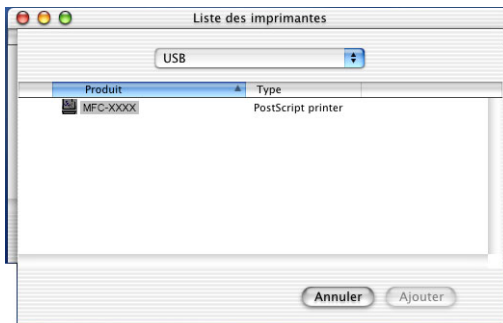 Liste des imprimantes
USB
Produit Type
MFC-XXXX PostScript printer
Annuler Ajouter